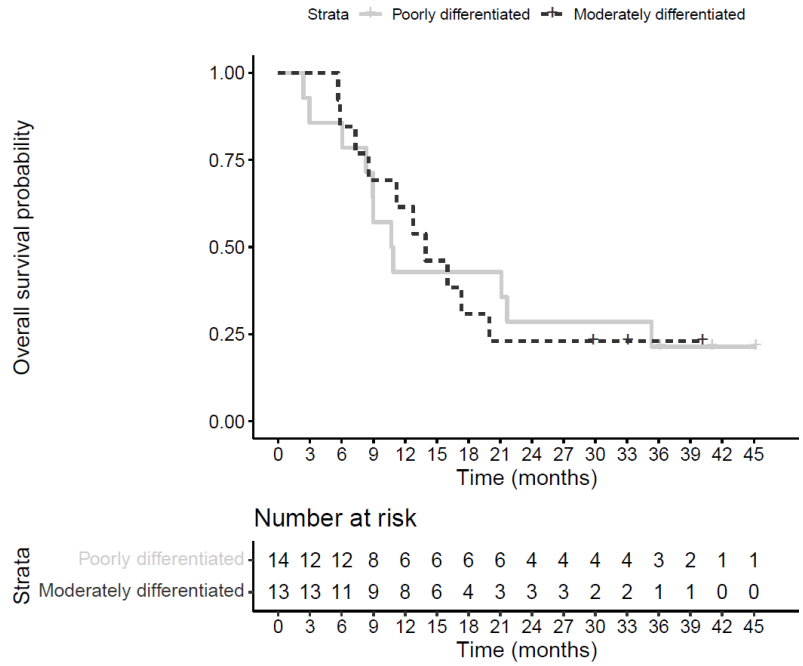 Strata Poorly differentiated Moderately differentiated
Overall survival probability
1.00
0.75
0.50
0.25
0.00
0 3 6 9 12 15 18 21 24 27 30 33 36 39 42 45
Time (months)
Number at risk
Strata
Poorly differentiated 14 12 12 8 6 6 6 6 4 4 4 4 3 2 1 1
Moderately differentiated 13 13 11 9 8 6 4 3 3 3 2 2 1 1 0 0
0 3 6 9 12 15 18 21 24 27 30 33 36 39 42 45
Time (months)